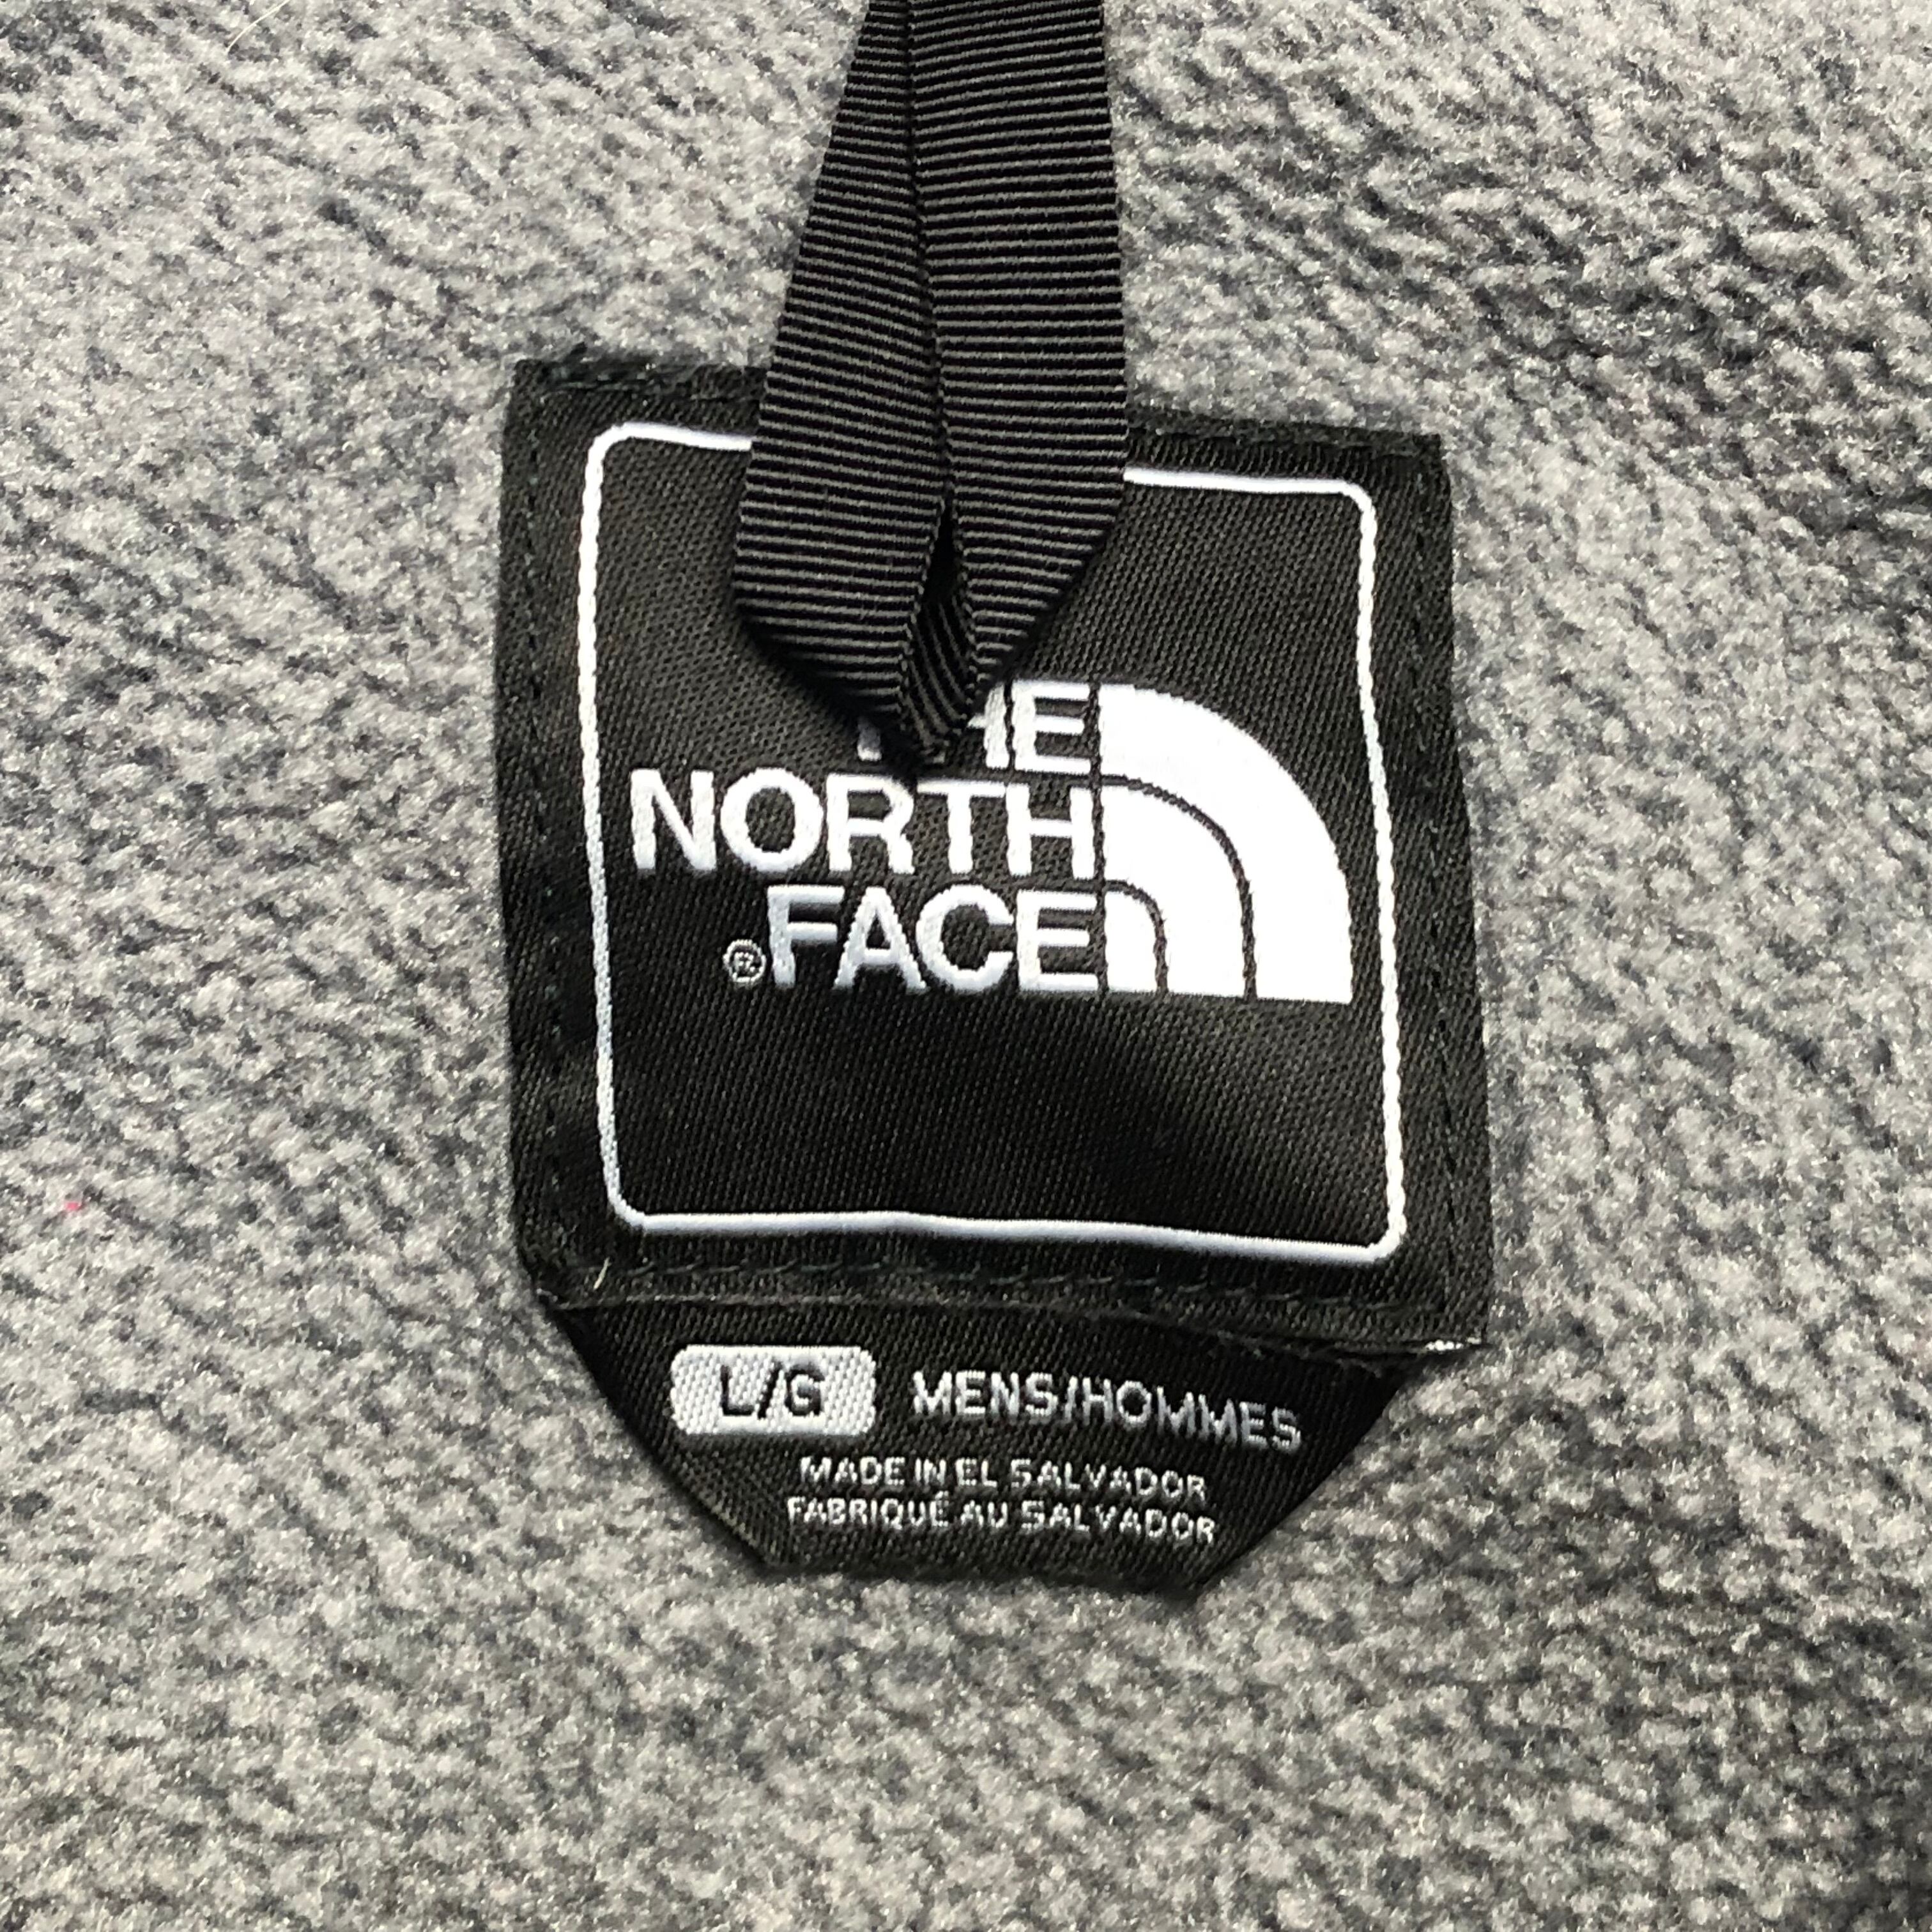 THE
NORTH
®FACE
L/G MENS/HOMMES
MADE IN EL SALVADOR
FABRIQUÉ AU SALVADOR